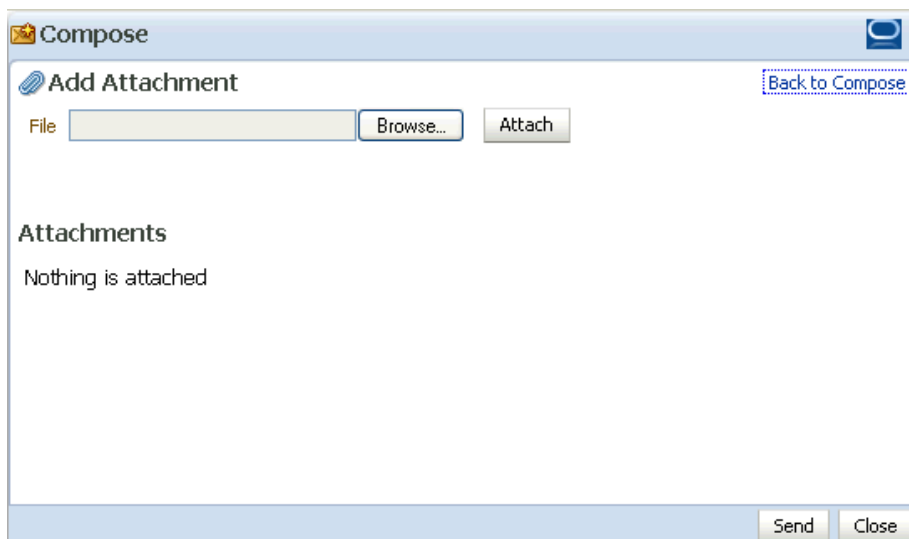 Compose
Add Attachment Back to Compose
File Browse... Attach
Attachments
Nothing is attached
Send Close